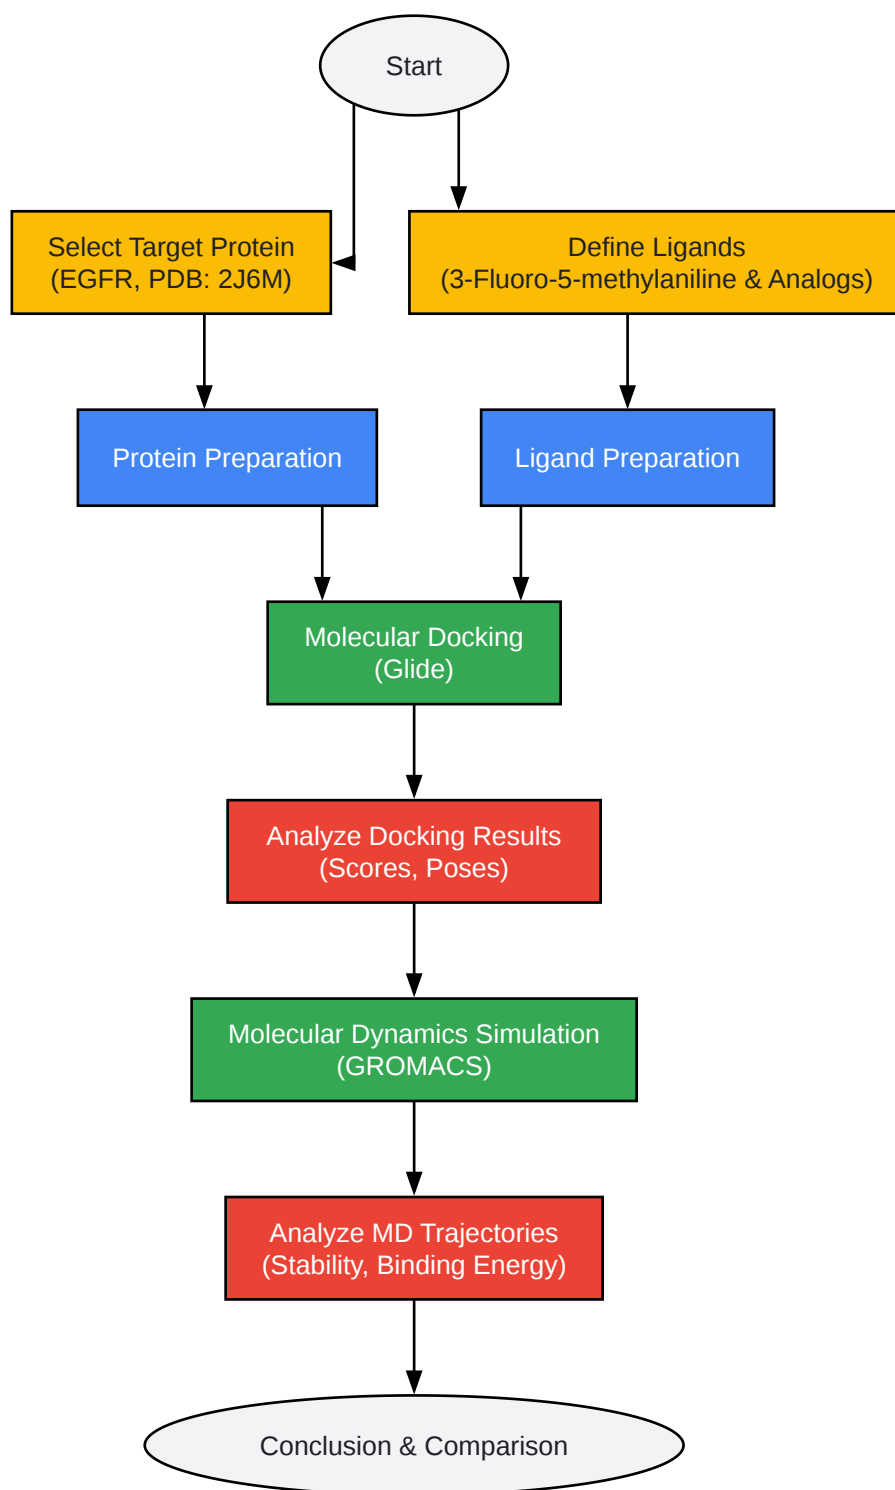 Start
Select Target Protein
(EGFR, PDB: 2J6M)
Define Ligands
(3-Fluoro-5-methylaniline & Analogs)
Protein Preparation
Ligand Preparation
Molecular Docking
(Glide)
Analyze Docking Results
(Scores, Poses)
Molecular Dynamics Simulation
(GROMACS)
Analyze MD Trajectories
(Stability, Binding Energy)
Conclusion & Comparison